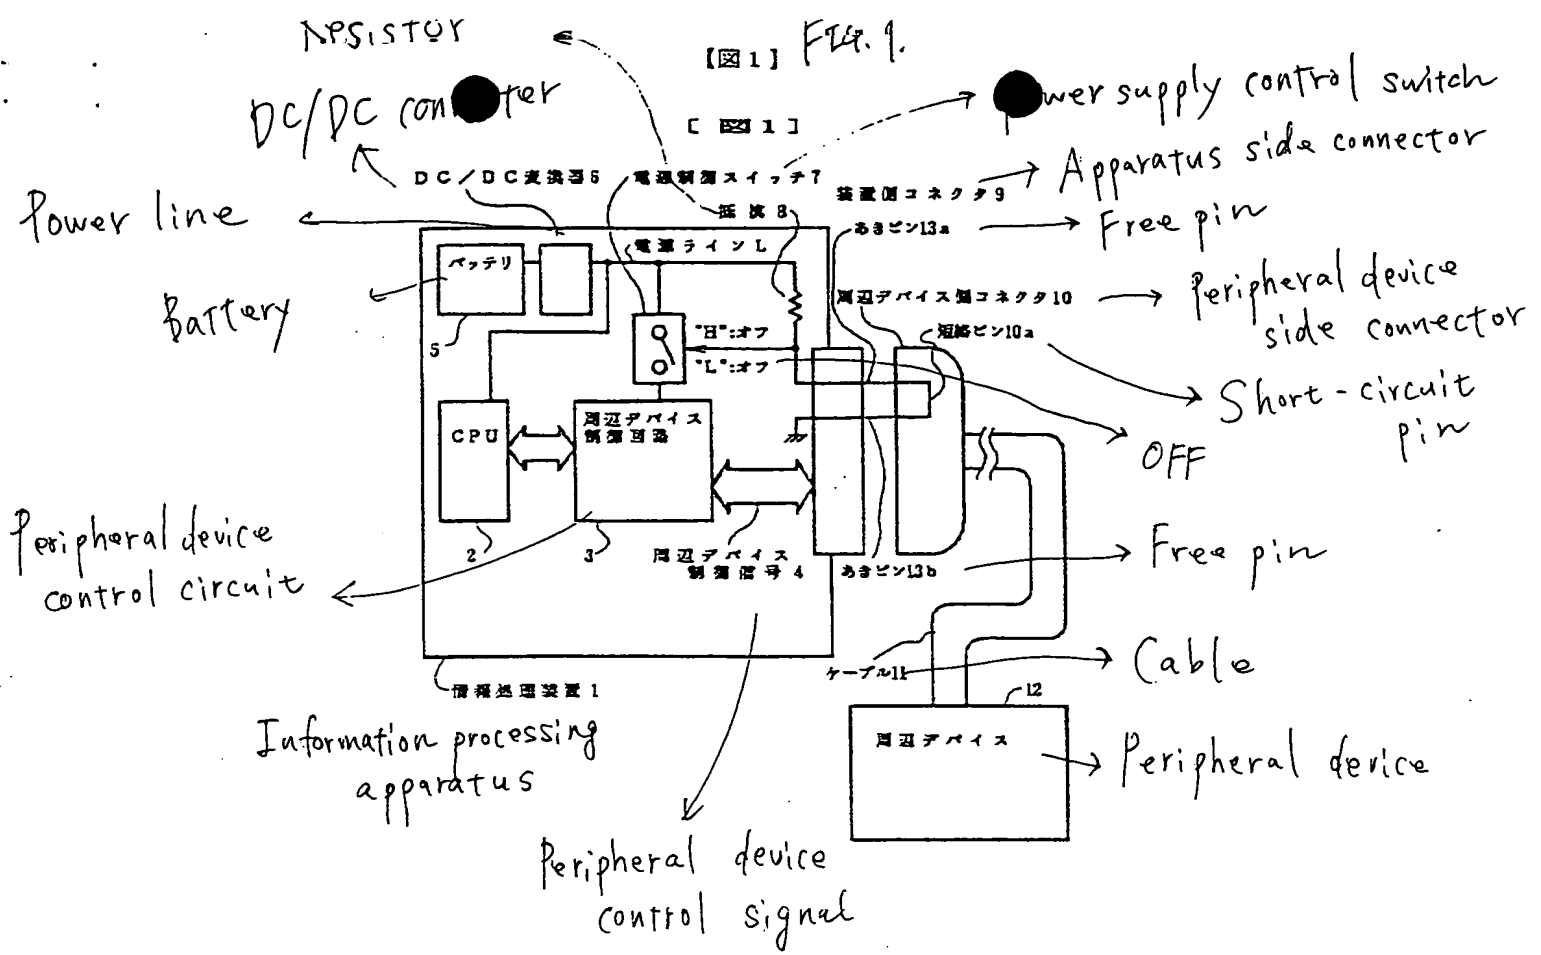 Resistor
【図1】 FIG. 1.
DC/DC con ter
wer supply control switch
[図1]
Apparatus side connector
DC/DC変換器6
電源制御スイッチ7
装置側コネクタ9
Power line
抵抗8
あきピン13a
Free pin
電源ラインL
バッテリ
Battery
周辺デバイス側コネクタ10
Peripheral device
side connector
短絡ピン10a
"H":オフ
"L":オフ
5
Short-circuit
pin
OFF
CPU
周辺デバイス
制御回路
Peripheral device
control circuit
2
3
周辺デバイス
制御信号4
あきピン13b
Free pin
ケーブル11
Cable
情報処理装置1
12
Information processing
apparatus
周辺デバイス
Peripheral device
Peripheral device
control signal